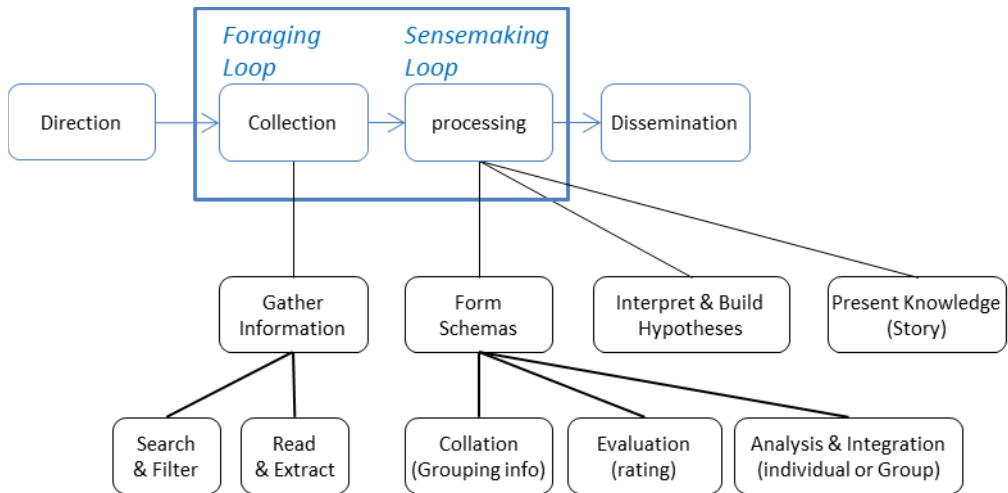 Foraging
Loop
Sensemaking
Loop
Direction
Collection
processing
Dissemination
Gather
Information
Form
Schemas
Interpret & Build
Hypotheses
Present Knowledge
(Story)
Search
& Filter
Read
& Extract
Collation
(Grouping info)
Evaluation
(rating)
Analysis & Integration
(individual or Group)